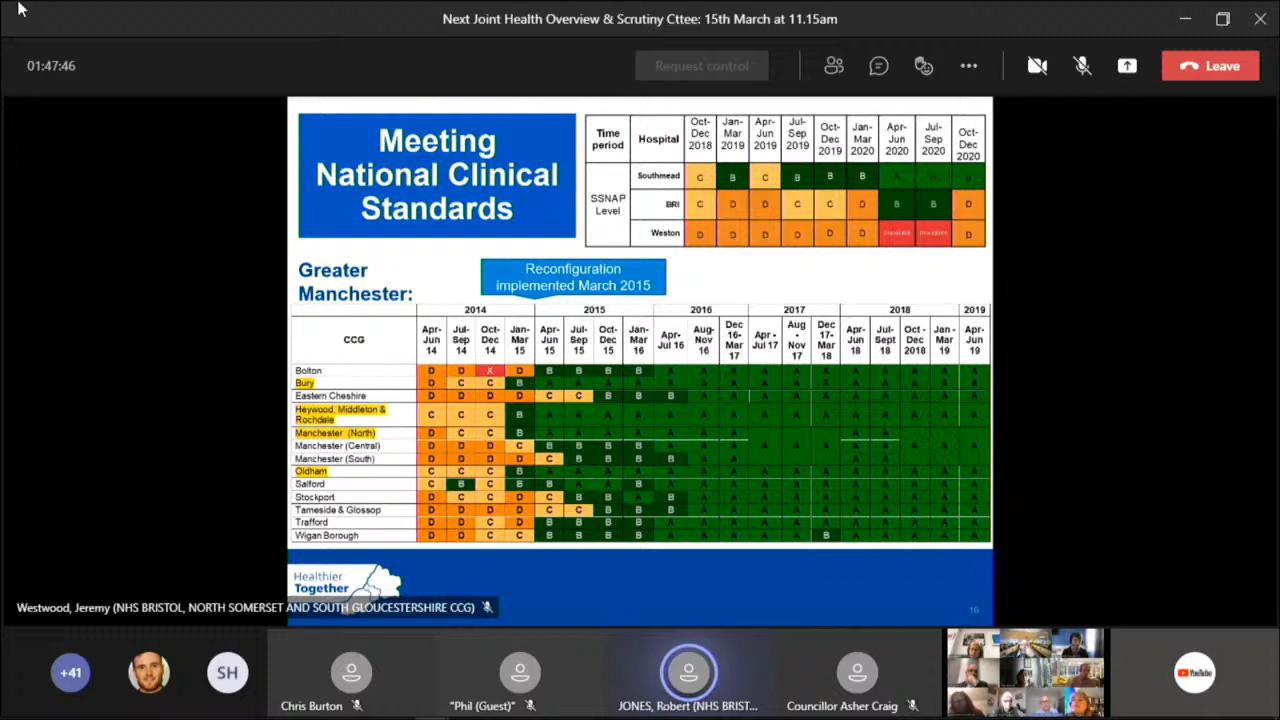 Next Joint Health Overview & Scrutiny Cttee: 15th March at 11.15am
01:47:46
Request control
Leave
Meeting
National Clinical
Standards
Time period Hospital Oct-Dec 2018 Jan-Mar 2019 Apr-Jun 2019 Jul-Sep 2019 Oct-Dec 2019 Jan-Mar 2020 Apr-Jun 2020 Jul-Sep 2020 Oct-Dec 2020
SSNAP Level
Southmead C B C B B B A A B
BRI C D D C C D B B D
Weston D D D D D D D
Greater
Manchester:
Reconfiguration
implemented March 2015
2014 2015 2016 2017 2018 2019
CCG Apr-Jun 14 Jul-Sep 14 Oct-Dec 14 Jan-Mar 15 Apr-Jun 15 Jul-Sep 15 Oct-Dec 15 Jan-Mar 16 Apr-Jul 16 Aug-Nov 16 Dec 16-Mar 17 Apr - Jul 17 Aug - Nov 17 Dec 17-Mar 18 Apr-Jun 18 Jul-Sept 18 Oct - Dec 2018 Jan - Mar 19 Apr-Jun 19
Bolton D D X D B B B B A A A A A A A A A A A
Bury D C C B A A A A A A A A A A A A A A A
Eastern Cheshire D D D D C C B B B A A A A A A A A A A
Heywood, Middleton &
Rochdale C C C B A A A A A A A A A A A A A A A
Manchester (North) D C C B A A A A A A A A A
Manchester (Central) D D D C B B B B A A A A A A A A A A A
Manchester (South) D D D D C B B B B A A A A
Oldham C C C B A A A A A A A A A A A A A A A
Salford C B C C B A A B A A A A A A A A A A A
Stockport D C C D C B B A B A A A A A A A A A A
Tameside & Glossop D D D D C C B B B A A A A A A A A A A
Trafford D D C D B B B B A A A A A A A A A A A
Wigan Borough D D C C B B B B A A A A A B A A A A A
Healthier
Together
16
Westwood, Jeremy (NHS BRISTOL, NORTH SOMERSET AND SOUTH GLOUCESTERSHIRE CCG)
+41
SH
Chris Burton
"Phil (Guest)"
JONES, Robert (NHS BRIST...
Councillor Asher Craig
YouTube